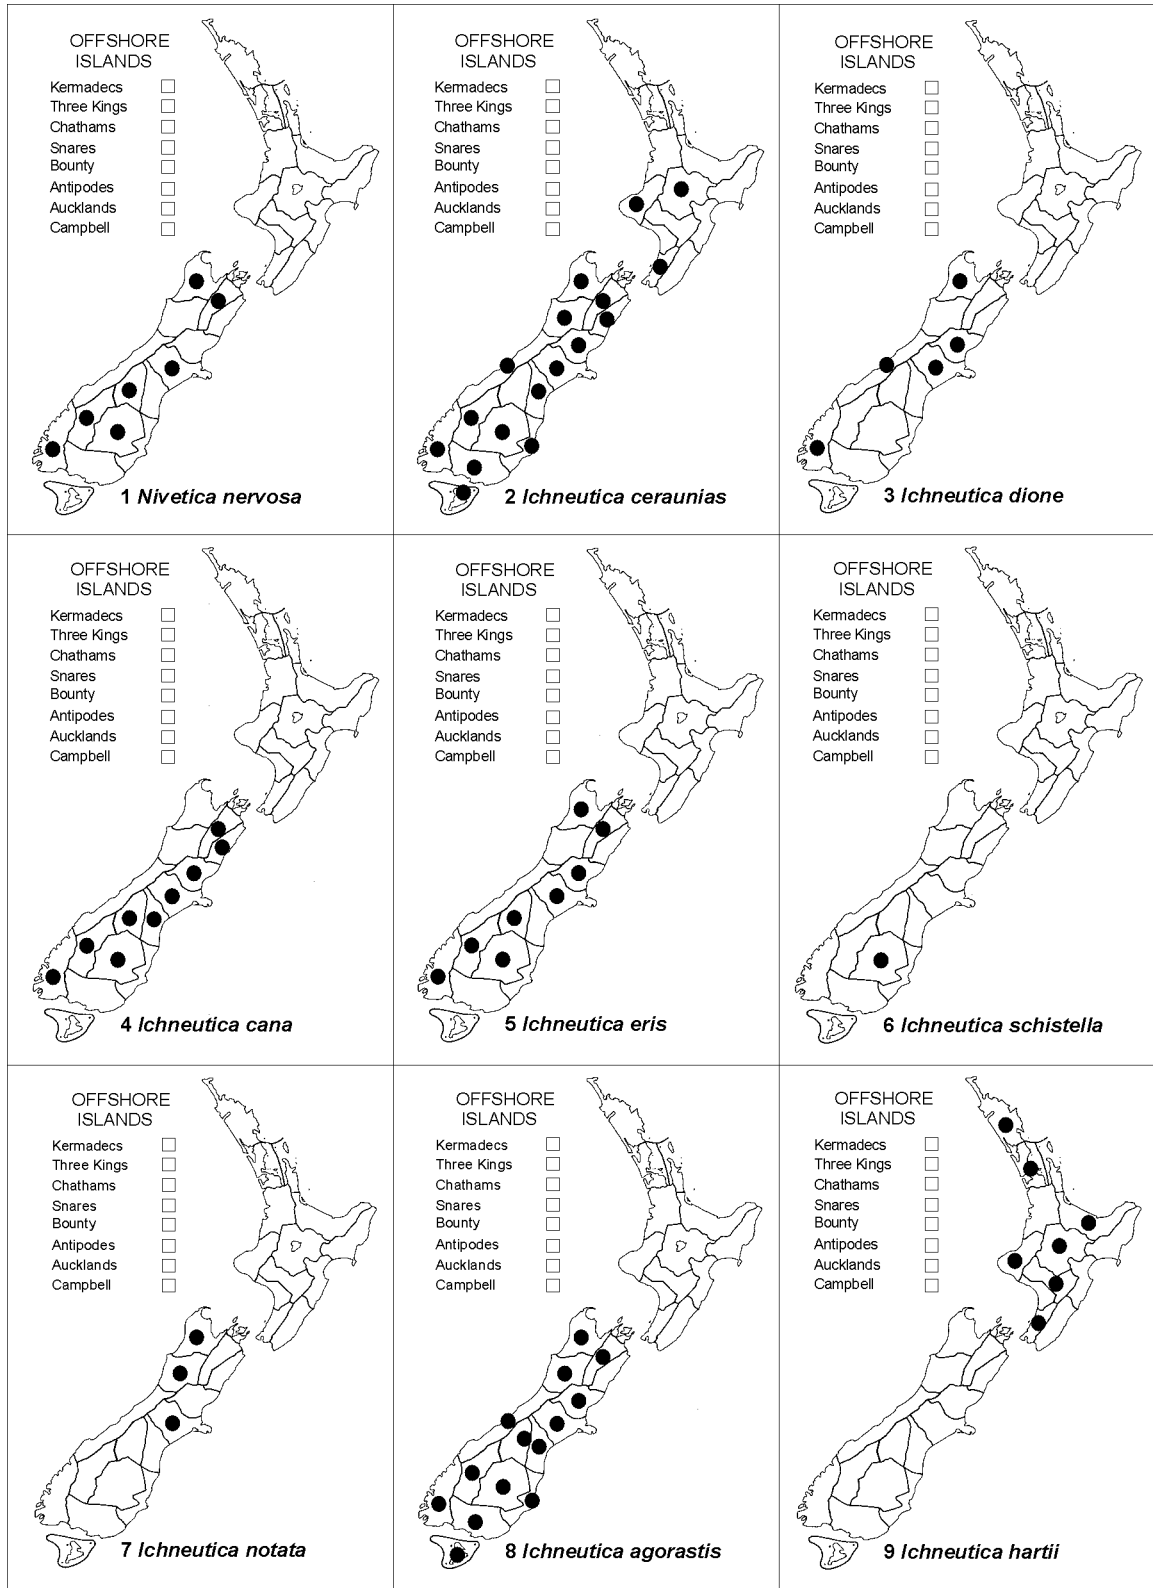 OFFSHORE
ISLANDS
Kermadecs
Three Kings
Chathams
Snares
Bounty
Antipodes
Aucklands
Campbell
1 Nivetica nervosa
OFFSHORE
ISLANDS
Kermadecs
Three Kings
Chathams
Snares
Bounty
Antipodes
Aucklands
Campbell
2 Ichneutica ceraunias
OFFSHORE
ISLANDS
Kermadecs
Three Kings
Chathams
Snares
Bounty
Antipodes
Aucklands
Campbell
3 Ichneutica dione
OFFSHORE
ISLANDS
Kermadecs
Three Kings
Chathams
Snares
Bounty
Antipodes
Aucklands
Campbell
4 Ichneutica cana
OFFSHORE
ISLANDS
Kermadecs
Three Kings
Chathams
Snares
Bounty
Antipodes
Aucklands
Campbell
5 Ichneutica eris
OFFSHORE
ISLANDS
Kermadecs
Three Kings
Chathams
Snares
Bounty
Antipodes
Aucklands
Campbell
6 Ichneutica schistella
OFFSHORE
ISLANDS
Kermadecs
Three Kings
Chathams
Snares
Bounty
Antipodes
Aucklands
Campbell
7 Ichneutica notata
OFFSHORE
ISLANDS
Kermadecs
Three Kings
Chathams
Snares
Bounty
Antipodes
Aucklands
Campbell
8 Ichneutica agorastis
OFFSHORE
ISLANDS
Kermadecs
Three Kings
Chathams
Snares
Bounty
Antipodes
Aucklands
Campbell
9 Ichneutica hartii